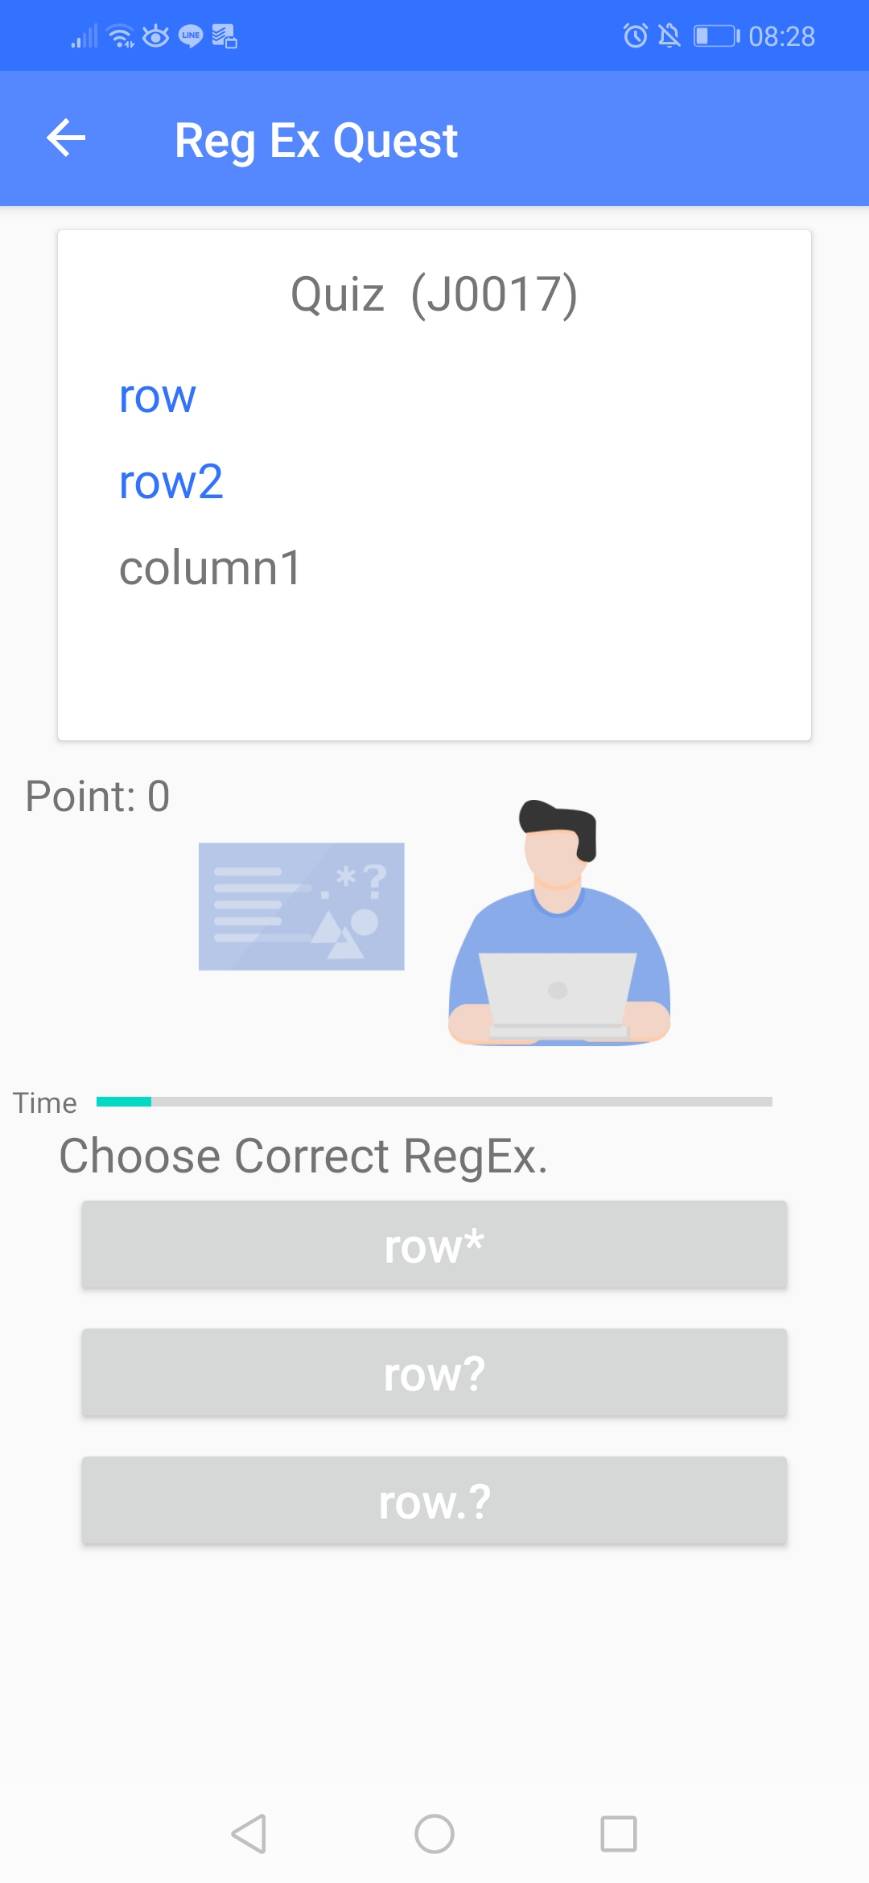 LINE
08:28
Reg Ex Quest
Quiz (J0017)
row
row2
column1
Point: 0
.*?
Time
Choose Correct RegEx.
row*
row?
row.?